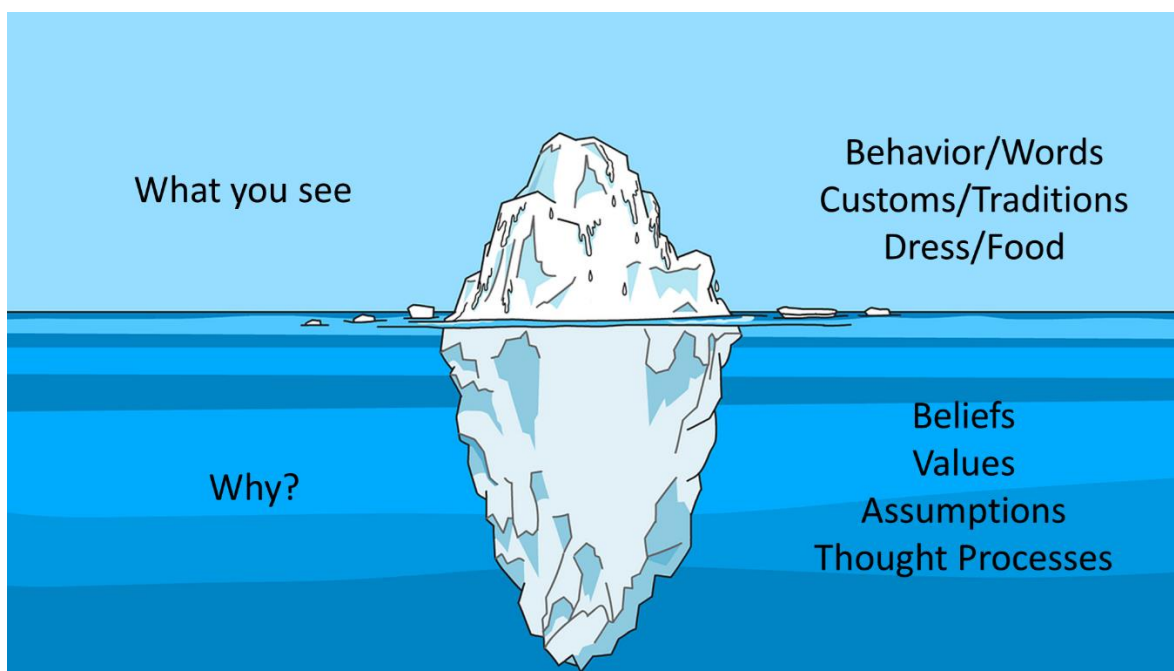 What you see
Behavior/Words
Customs/Traditions
Dress/Food
Why?
Beliefs
Values
Assumptions
Thought Processes